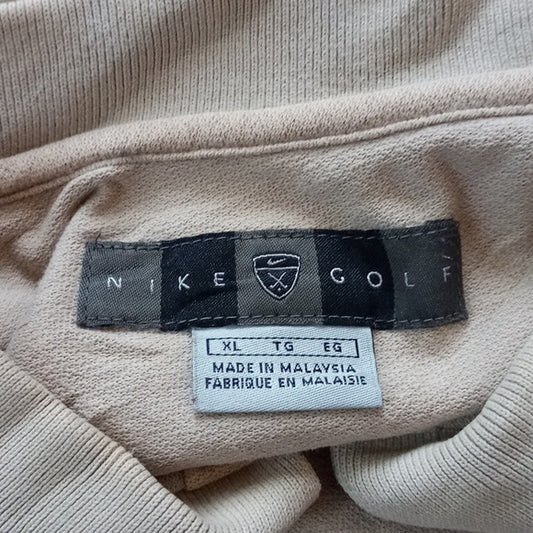 NIKE GOLF
XL TG EG
MADE IN MALAYSIA
FABRIQUE EN MALAISIE